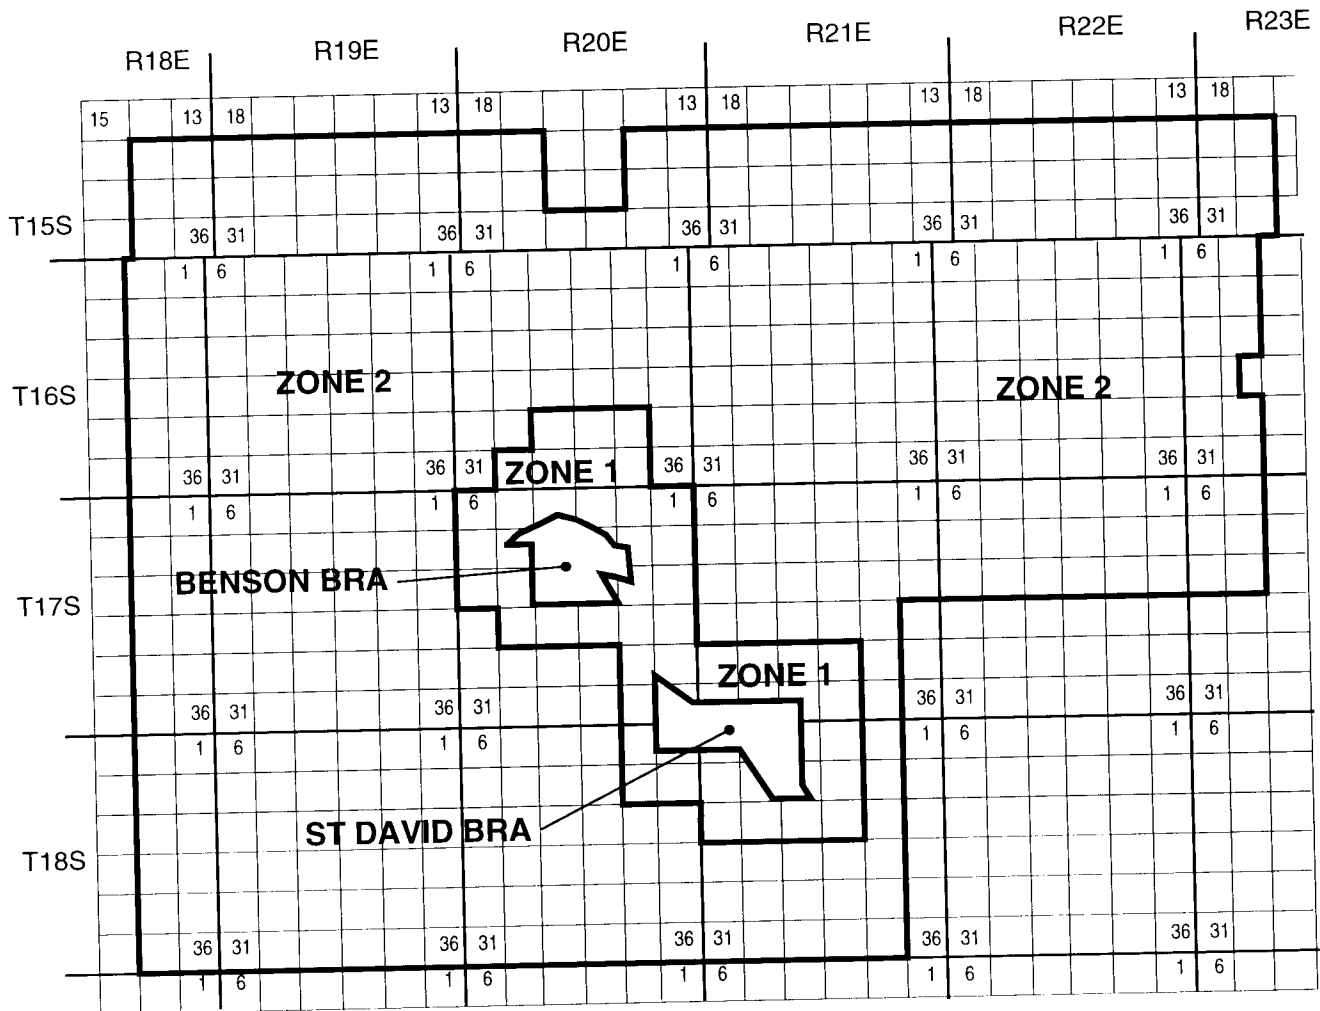 R18E R19E R20E R21E R22E R23E
15 13 18 13 18 13 18 13 18 13 18
T15S
36 31 36 31 36 31 36 31 36 31
1 6 1 6 1 6 1 6 1 6
ZONE 2 ZONE 2
T16S
36 31 36 31 36 31 36 31 36 31
ZONE 1
1 6 1 6 1 6 1 6 1 6
BENSON BRA
T17S
ZONE 1
36 31 36 31 36 31 36 31
1 6 1 6 1 6 1 6
ST DAVID BRA
T18S
36 31 36 31 36 31 36 31 36 31
1 6 1 6 1 6 1 6 1 6